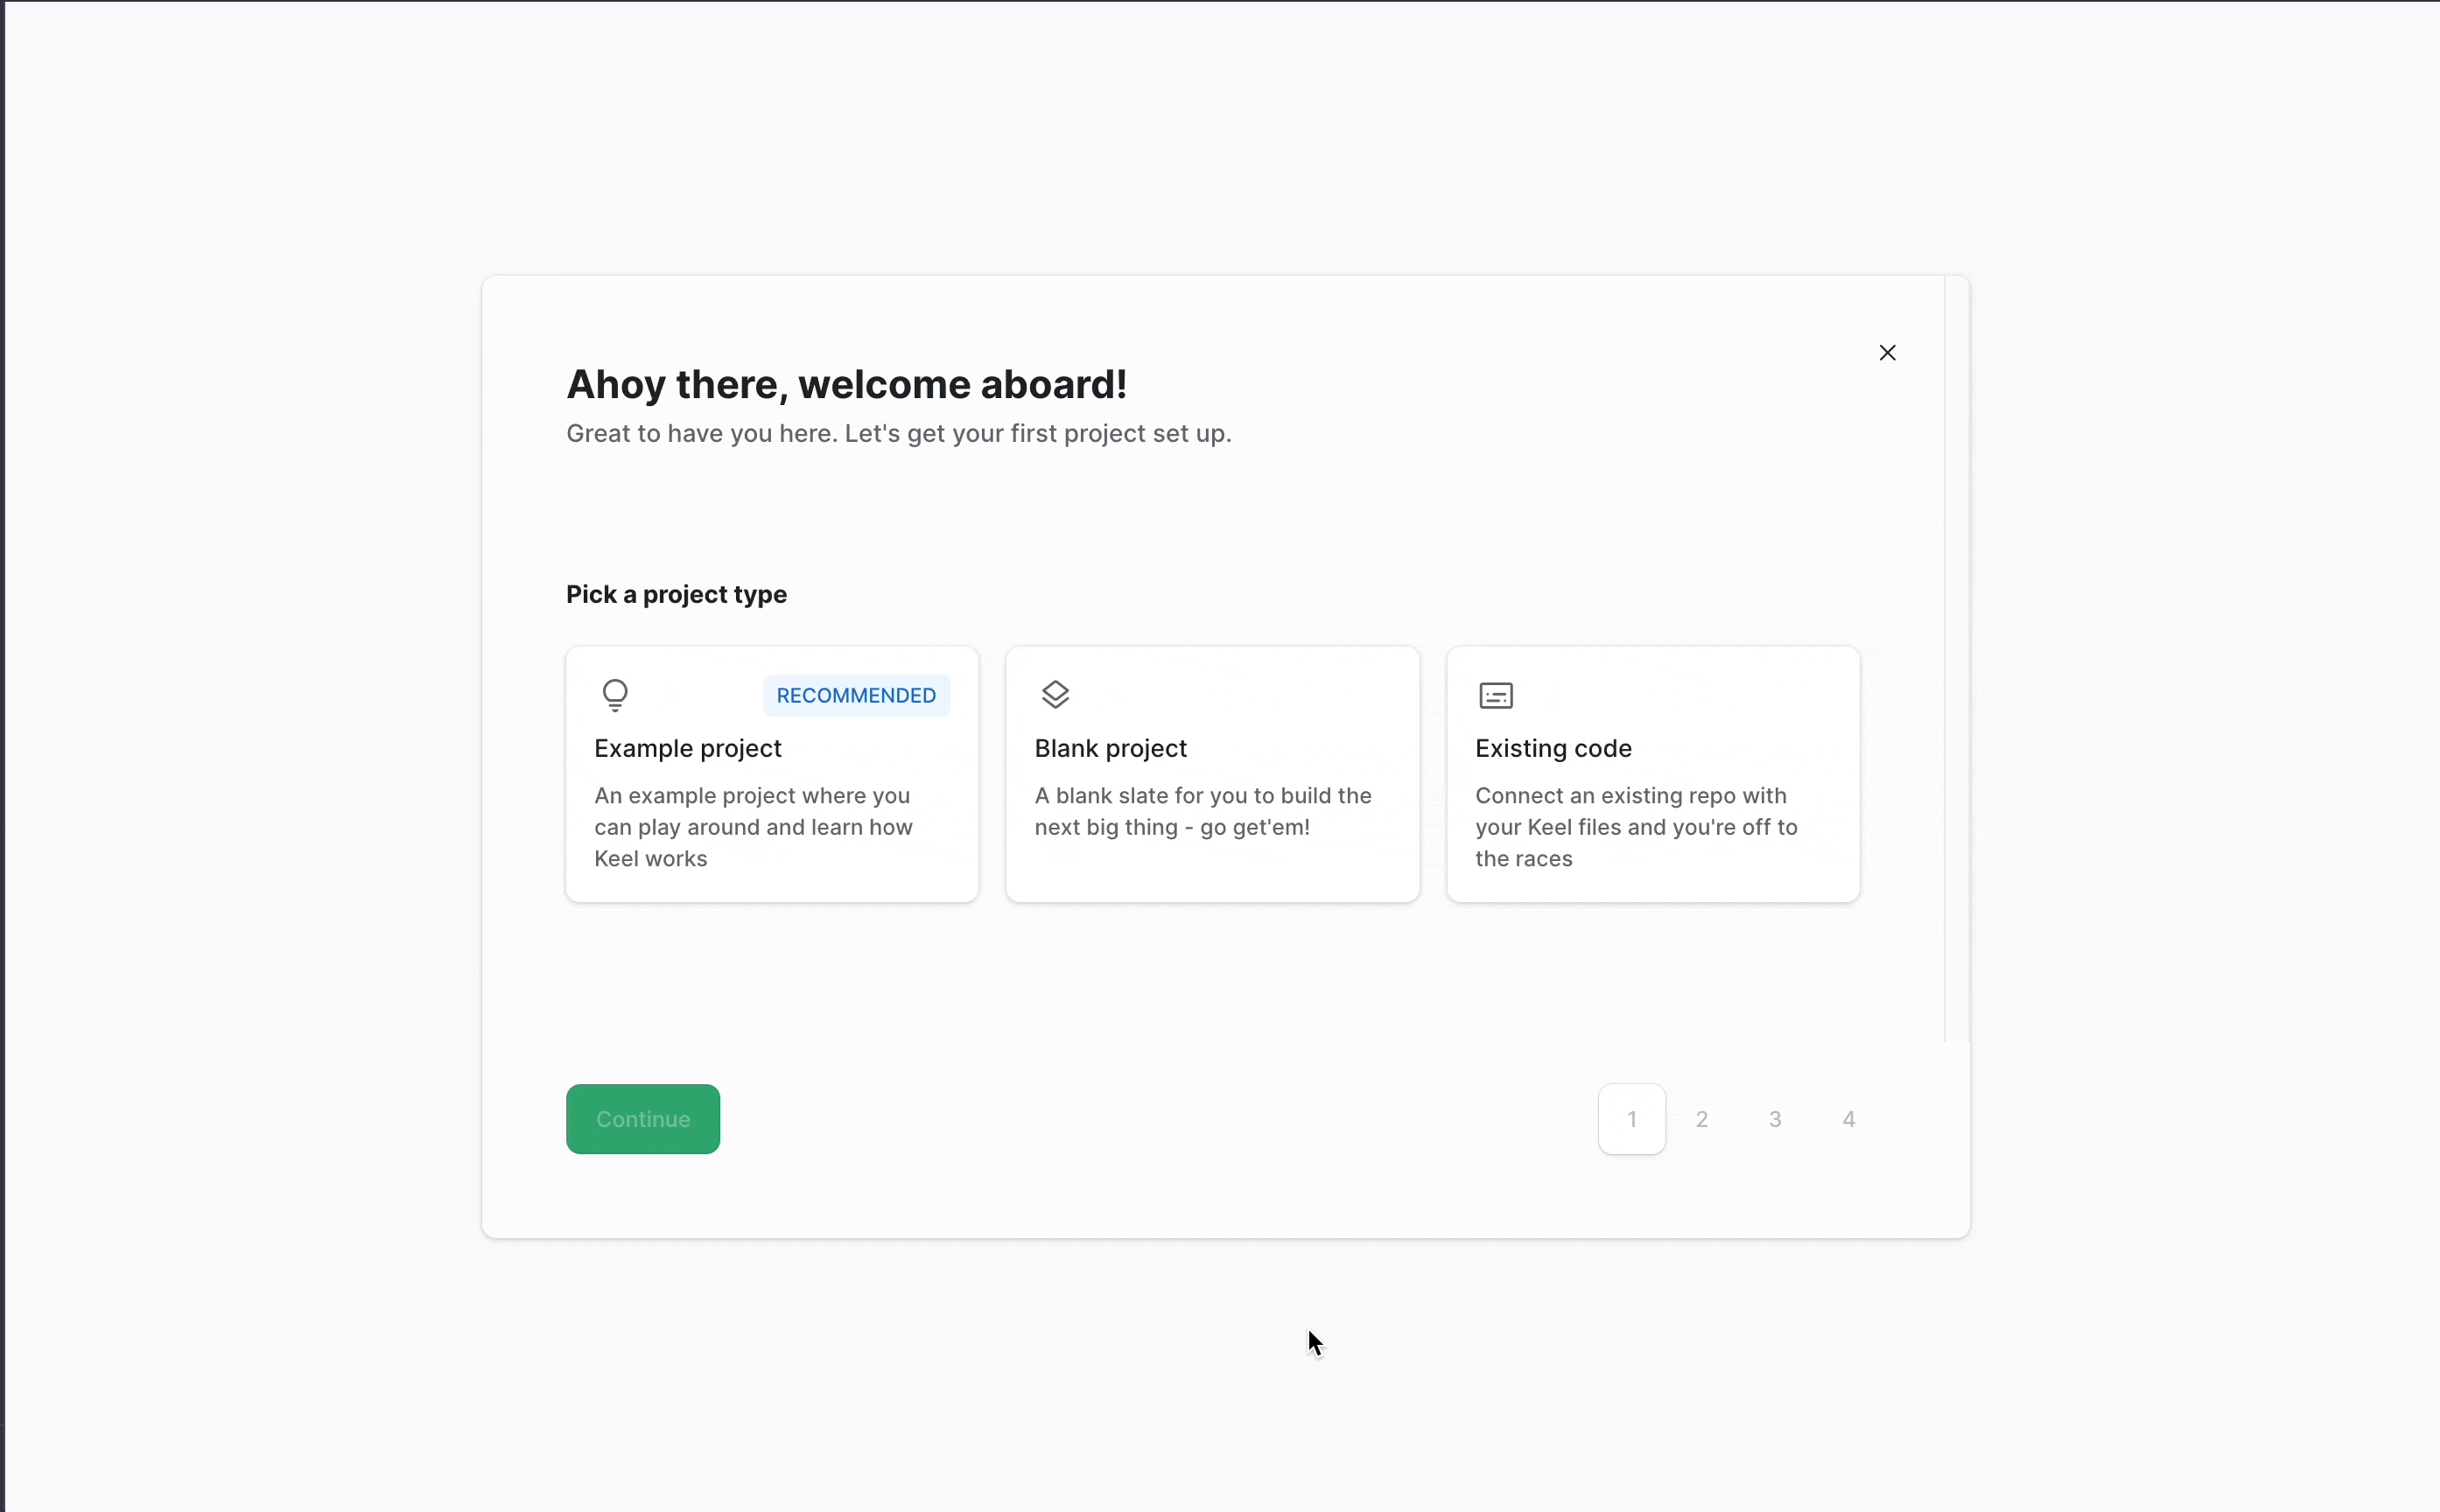 Ahoy there, welcome aboard!
Great to have you here. Let's get your first project set up.
Pick a project type
RECOMMENDED
Example project
An example project where you
can play around and learn how
Keel works
Blank project
A blank slate for you to build the
next big thing - go get'em!
Existing code
Connect an existing repo with
your Keel files and you're off to
the races
Continue
1 2 3 4